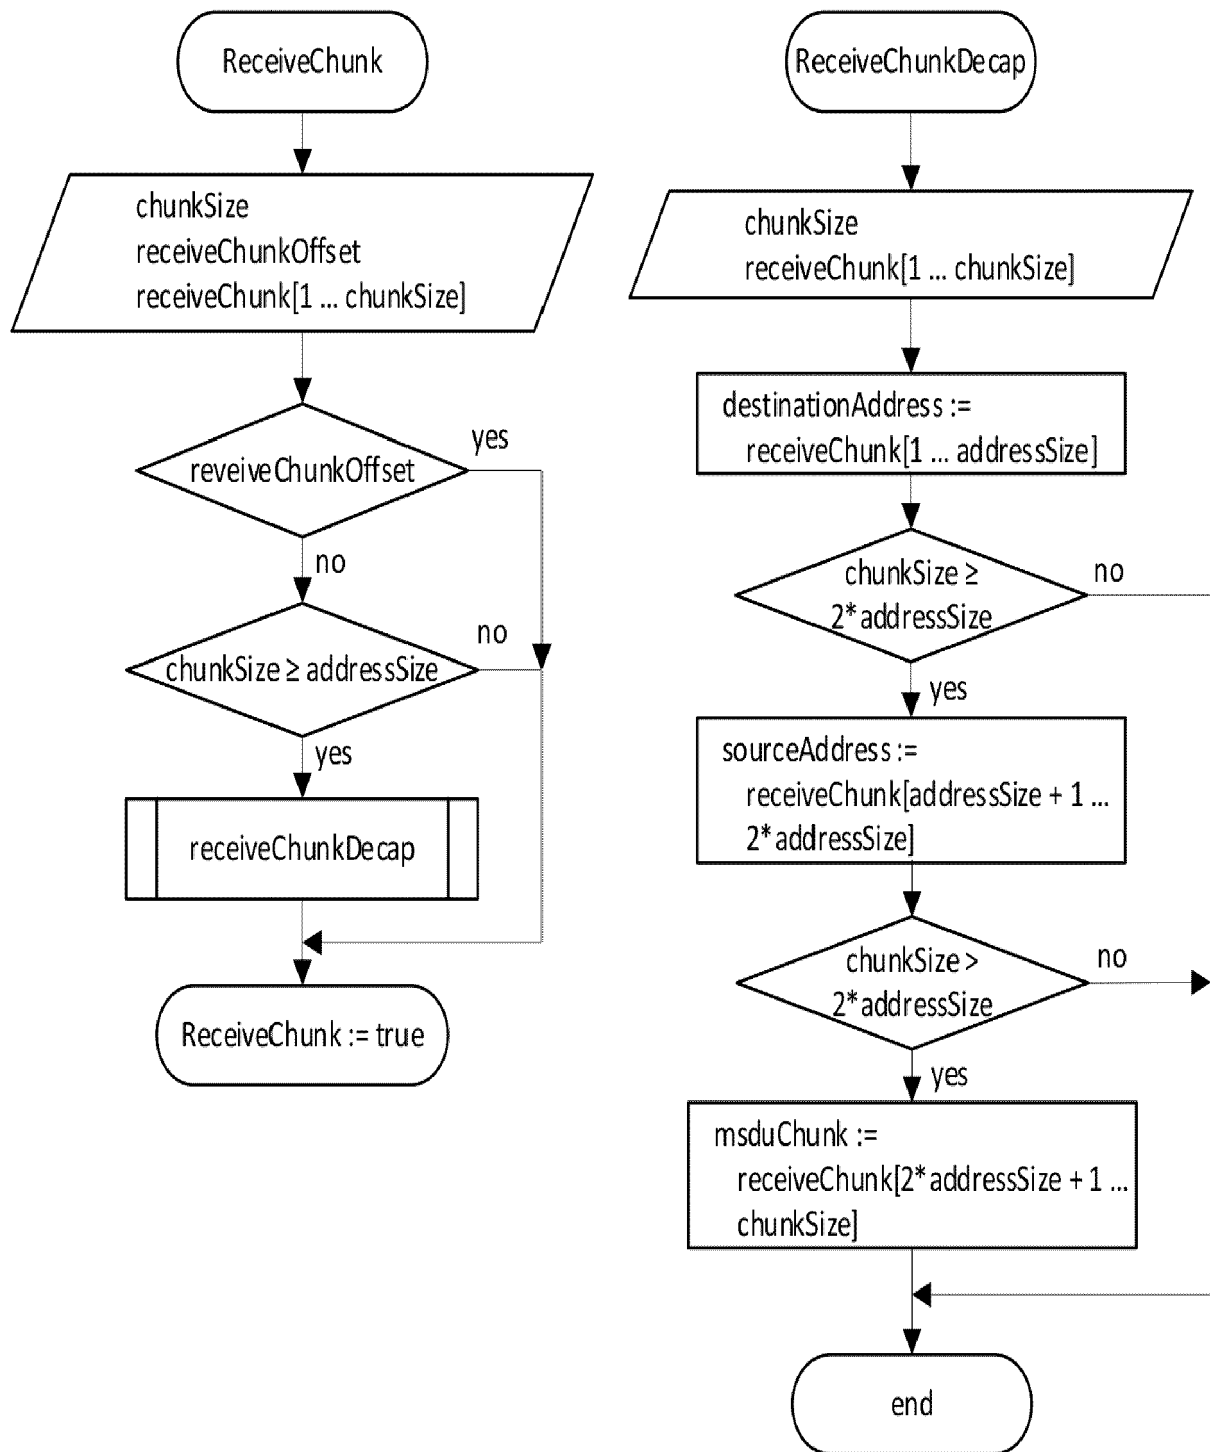 ReceiveChunk
chunkSize
receiveChunkOffset
receiveChunk[1 ... chunkSize]
reveiveChunkOffset
yes
no
chunkSize ≥ addressSize
no
yes
receiveChunkDecap
ReceiveChunk := true
ReceiveChunkDecap
chunkSize
receiveChunk[1 ... chunkSize]
destinationAddress :=
receiveChunk[1 ... addressSize]
chunkSize ≥
2*addressSize
no
yes
sourceAddress :=
receiveChunk[addressSize + 1 ...
2*addressSize]
chunkSize >
2*addressSize
no
yes
msduChunk :=
receiveChunk[2*addressSize + 1 ...
chunkSize]
end